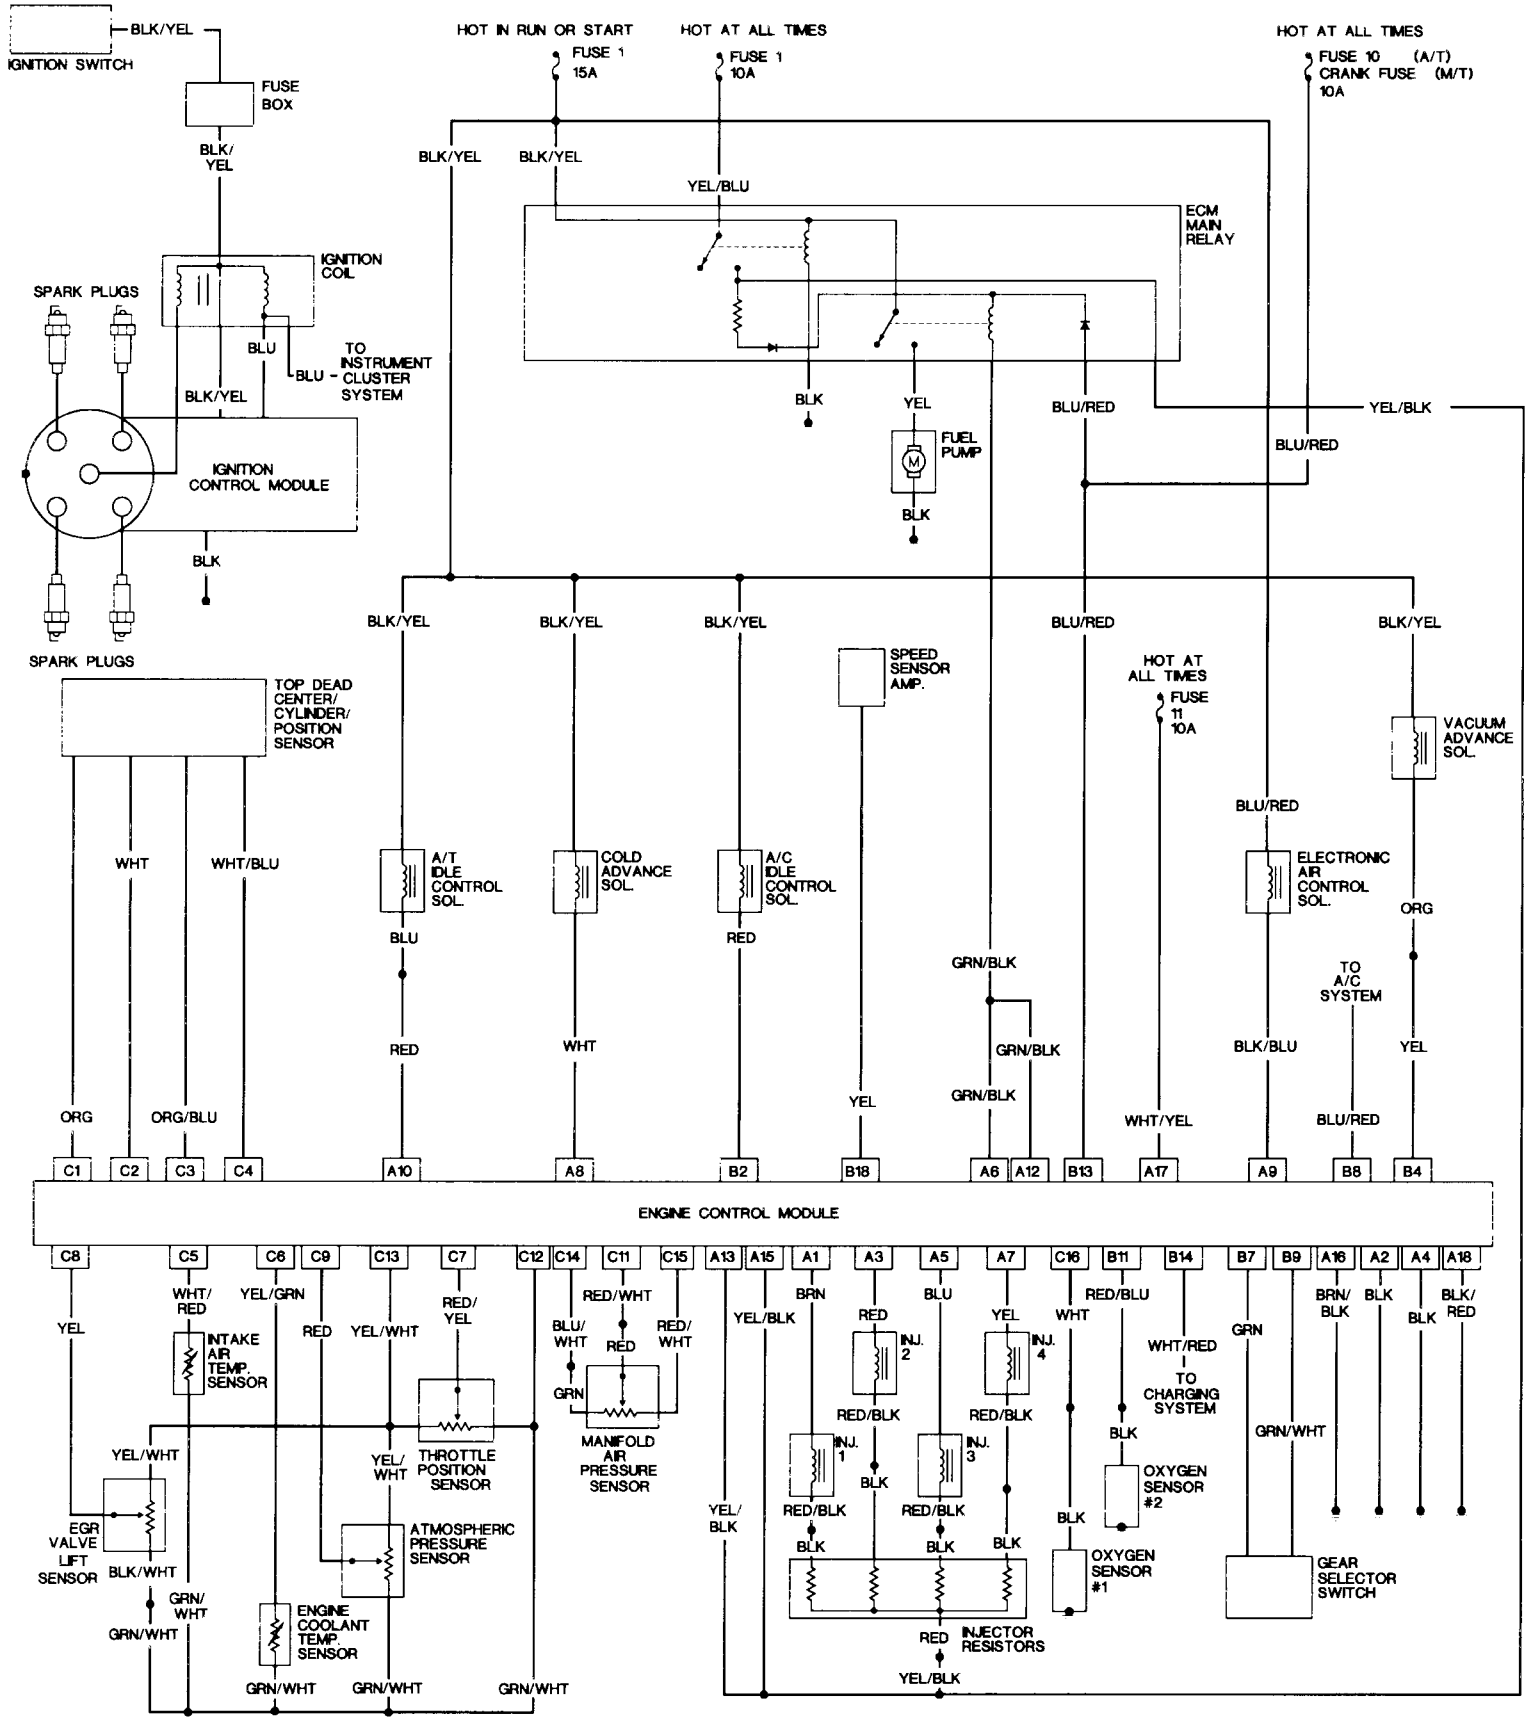 BLK/YEL
IGNITION SWITCH
HOT IN RUN OR START
FUSE 1
15A
HOT AT ALL TIMES
FUSE 1
10A
HOT AT ALL TIMES
FUSE 10 (A/T)
CRANK FUSE (M/T)
10A
FUSE
BOX
BLK/
YEL
BLK/YEL
BLK/YEL
YEL/BLU
ECM
MAIN
RELAY
IGNITION
COIL
SPARK PLUGS
BLU
TO
INSTRUMENT
BLU - CLUSTER
SYSTEM
BLK/YEL
BLK
YEL
BLU/RED
YEL/BLK
FUEL
PUMP
M
BLU/RED
IGNITION
CONTROL MODULE
BLK
BLK
SPARK PLUGS
BLK/YEL
BLK/YEL
BLK/YEL
BLU/RED
BLK/YEL
SPEED
SENSOR
AMP.
HOT AT
ALL TIMES
FUSE
11
10A
TOP DEAD
CENTER/
CYLINDER/
POSITION
SENSOR
VACUUM
ADVANCE
SOL.
BLU/RED
WHT
WHT/BLU
A/T
IDLE
CONTROL
SOL.
COLD
ADVANCE
SOL.
A/C
IDLE
CONTROL
SOL.
ELECTRONIC
AIR
CONTROL
SOL.
ORG
BLU
RED
GRN/BLK
TO
A/C
SYSTEM
RED
WHT
GRN/BLK
BLK/BLU
YEL
ORG
ORG/BLU
YEL
GRN/BLK
WHT/YEL
BLU/RED
C1 C2 C3 C4 A10 A8 B2 B18 A6 A12 B13 A17 A9 B8 B4
ENGINE CONTROL MODULE
C8 C5 C6 C9 C13 C7 C12 C14 C11 C15 A13 A15 A1 A3 A5 A7 C16 B11 B14 B7 B9 A16 A2 A4 A18
YEL
WHT/
RED
YEL/GRN
RED
YEL/WHT
RED/
YEL
BLU/
WHT
RED/WHT
RED
RED/
WHT
YEL/BLK
BRN
RED
BLU
YEL
WHT
RED/BLU
WHT/RED
TO
CHARGING
SYSTEM
GRN
BRN/
BLK
BLK
BLK
BLK/
RED
INTAKE
AIR
TEMP.
SENSOR
INJ.
2
INJ.
4
GRN
RED/BLK
RED/BLK
BLK
GRN/WHT
YEL/WHT
YEL/
WHT
THROTTLE
POSITION
SENSOR
MANIFOLD
AIR
PRESSURE
SENSOR
INJ.
1
INJ.
3
BLK
OXYGEN
SENSOR
#2
YEL/
BLK
RED/BLK
RED/BLK
BLK
EGR
VALVE
LIFT
SENSOR
ATMOSPHERIC
PRESSURE
SENSOR
BLK
BLK
BLK
OXYGEN
SENSOR
#1
GEAR
SELECTOR
SWITCH
BLK/WHT
GRN/
WHT
GRN/WHT
ENGINE
COOLANT
TEMP.
SENSOR
RED
INJECTOR
RESISTORS
YEL/BLK
GRN/WHT
GRN/WHT
GRN/WHT